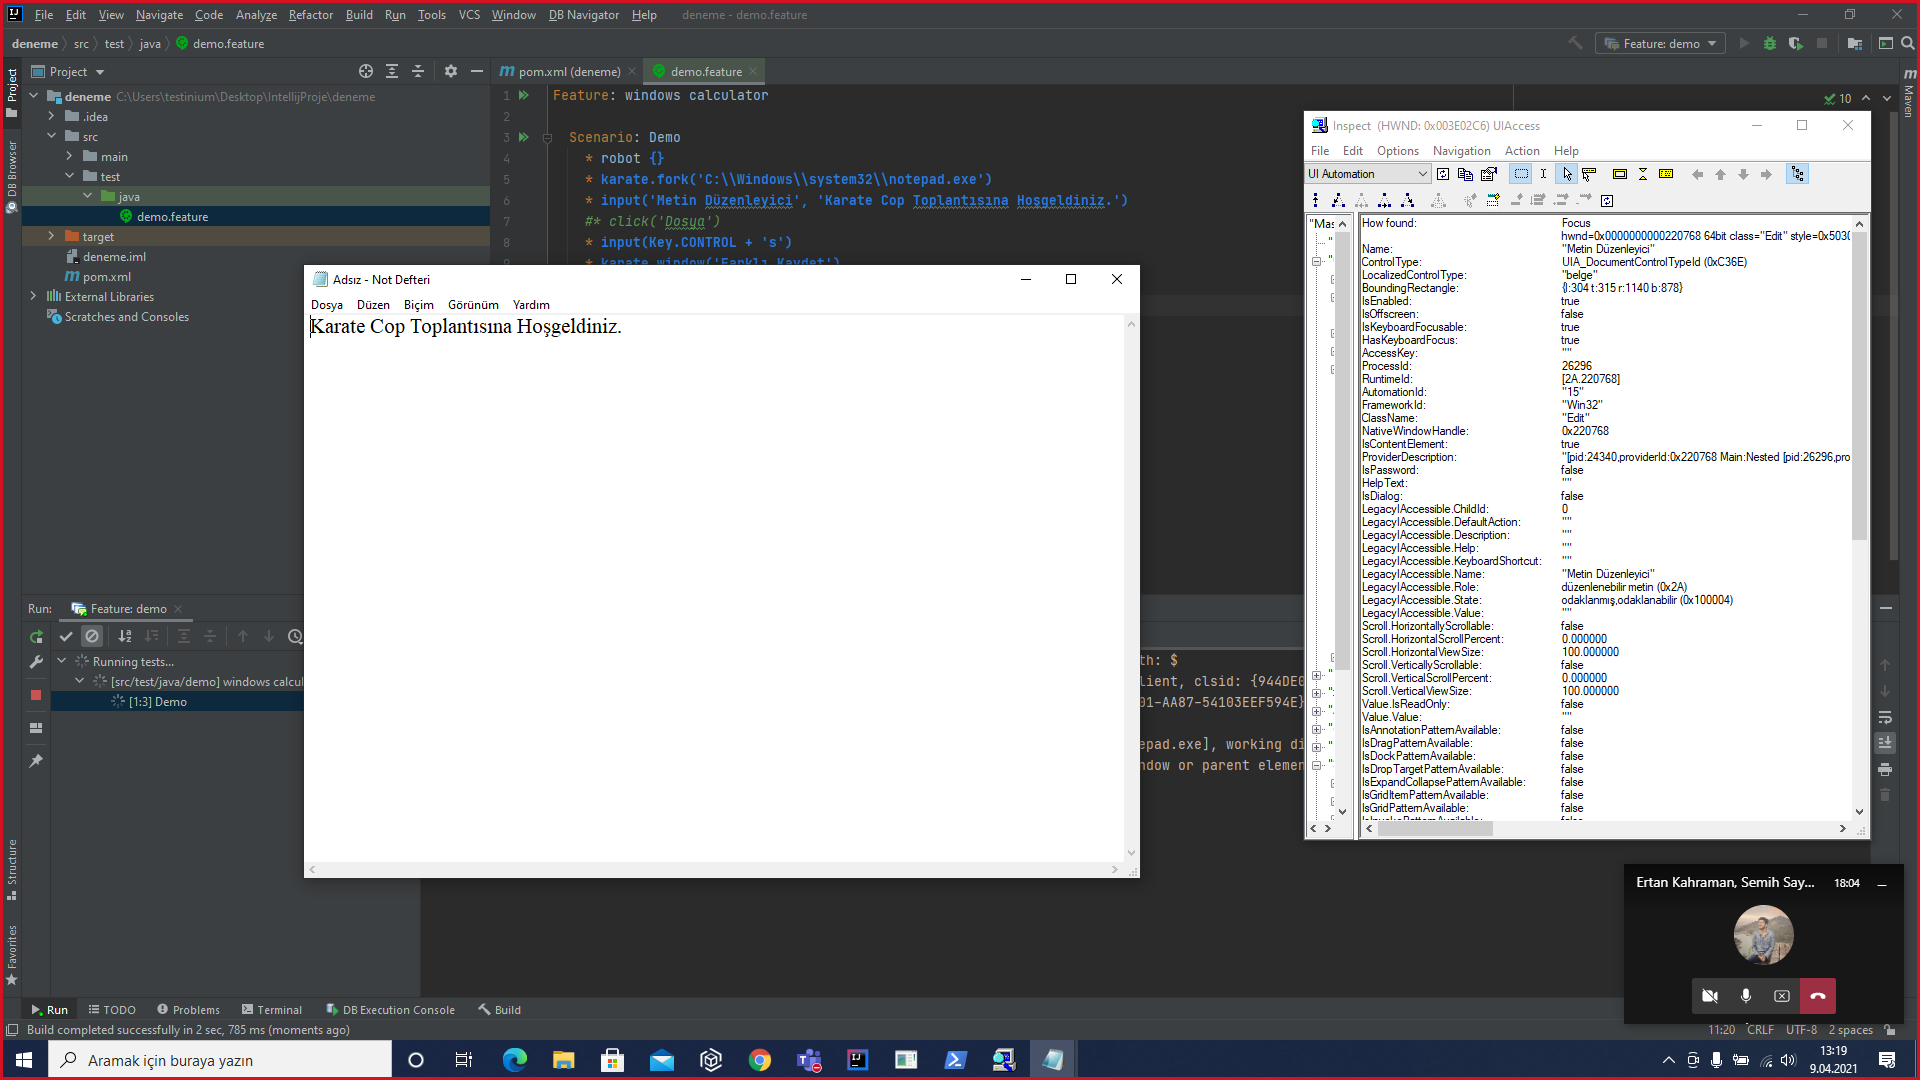 File Edit View Navigate Code Analyze Refactor Build Run Tools VCS Window DB Navigator Help deneme - demo.feature
deneme src test java demo.feature
Feature: demo
Project
pom.xml (deneme) demo.feature
deneme C:\Users\testinium\Desktop\IntellijProje\deneme
.idea
src
main
test
java
demo.feature
target
deneme.iml
pom.xml
External Libraries
Scratches and Consoles
Project
DB Browser
Structure
Favorites
Maven
10
1 Feature: windows calculator
2
3 Scenario: Demo
4 * robot {}
5 * karate.fork('C:\\Windows\\system32\\notepad.exe')
6 * input('Metin Düzenleyici', 'Karate Cop Toplantısına Hoşgeldiniz.')
7 #* click('Dosya')
8 * input(Key.CONTROL + 's')
* karate.window('Farklı Kaydet')
Adsız - Not Defteri
Dosya Düzen Biçim Görünüm Yardım
Karate Cop Toplantısına Hoşgeldiniz.
Inspect (HWND: 0x003E02C6) UIAccess
File Edit Options Navigation Action Help
UI Automation
"Mas
How found: Focus
hwnd=0x0000000000220768 64bit class="Edit" style=0x5030
Name: "Metin Düzenleyici"
ControlType: UIA_DocumentControlTypeId (0xC36E)
LocalizedControlType: "belge"
BoundingRectangle: {l:304 t:315 r:1140 b:878}
IsEnabled: true
IsOffscreen: false
IsKeyboardFocusable: true
HasKeyboardFocus: true
AccessKey: ""
ProcessId: 26296
RuntimeId: [2A.220768]
AutomationId: "15"
FrameworkId: "Win32"
ClassName: "Edit"
NativeWindowHandle: 0x220768
IsContentElement: true
ProviderDescription: "[pid:24340,providerId:0x220768 Main:Nested [pid:26296,pro
IsPassword: false
HelpText: ""
IsDialog: false
LegacyIAccessible.ChildId: 0
LegacyIAccessible.DefaultAction: ""
LegacyIAccessible.Description: ""
LegacyIAccessible.Help: ""
LegacyIAccessible.KeyboardShortcut: ""
LegacyIAccessible.Name: "Metin Düzenleyici"
LegacyIAccessible.Role: düzenlenebilir metin (0x2A)
LegacyIAccessible.State: odaklanmış,odaklanabilir (0x100004)
LegacyIAccessible.Value: ""
Scroll.HorizontallyScrollable: false
Scroll.HorizontalScrollPercent: 0.000000
Scroll.HorizontalViewSize: 100.000000
Scroll.VerticallyScrollable: false
Scroll.VerticalScrollPercent: 0.000000
Scroll.VerticalViewSize: 100.000000
Value.IsReadOnly: false
Value.Value: ""
IsAnnotationPatternAvailable: false
IsDragPatternAvailable: false
IsDockPatternAvailable: false
IsDropTargetPatternAvailable: false
IsExpandCollapsePatternAvailable: false
IsGridItemPatternAvailable: false
IsGridPatternAvailable: false
Run: Feature: demo
Running tests...
[src/test/java/demo] windows calcul
[1:3] Demo
th: $
lient, clsid: {944DE0
01-AA87-54103EEF594E}
epad.exe], working di
ndow or parent elemen
Ertan Kahraman, Semih Say... 18:04
Run TODO Problems Terminal DB Execution Console Build
Build completed successfully in 2 sec, 785 ms (moments ago)
11:20 CRLF UTF-8 2 spaces
Aramak için buraya yazın
13:19
9.04.2021